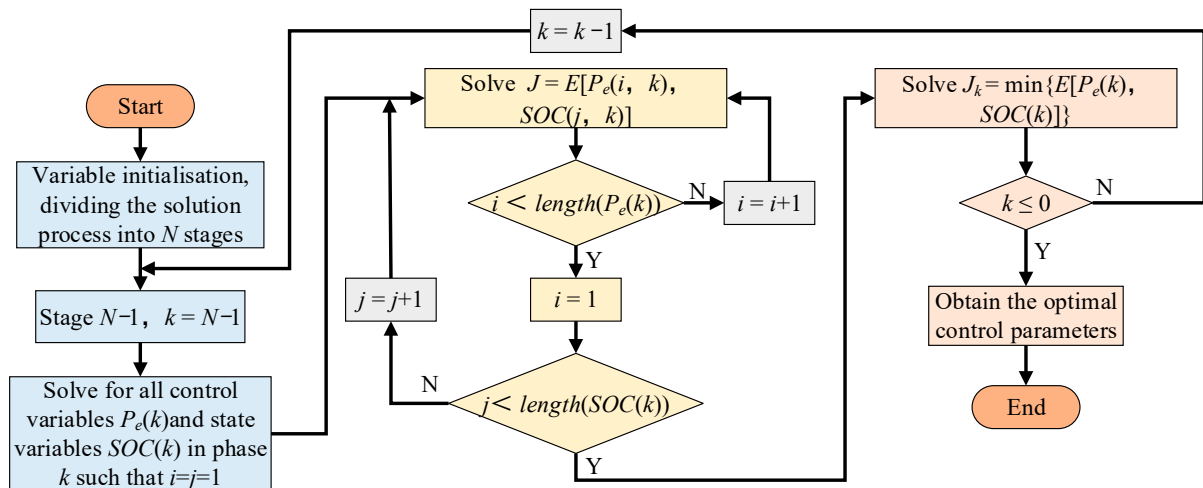 k = k−1
Start
Variable initialisation,
dividing the solution
process into N stages
Stage N−1, k = N−1
Solve for all control
variables Pₑ(k)and state
variables SOC(k) in phase
k such that i=j=1
Solve J = E[Pₑ(i, k),
SOC(j, k)]
i < length(Pₑ(k))
N
i = i+1
Y
j = j+1
i = 1
N
j< length(SOC(k))
Y
Solve Jₖ = min{E[Pₑ(k),
SOC(k)]}
k ≤ 0
N
Y
Obtain the optimal
control parameters
End